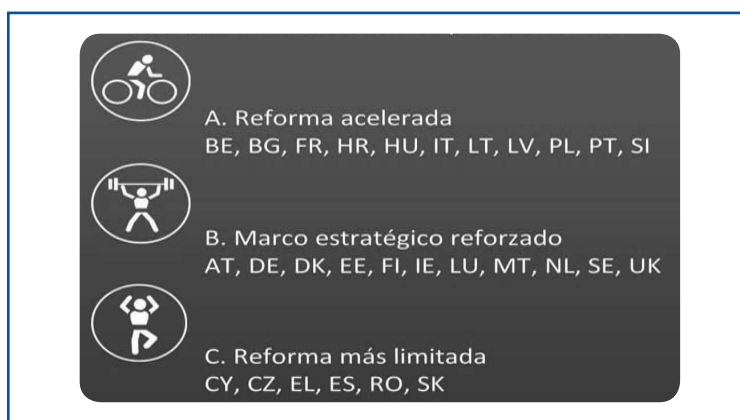 A. Reforma acelerada
BE, BG, FR, HR, HU, IT, LT, LV, PL, PT, SI
B. Marco estratégico reforzado
AT, DE, DK, EE, FI, IE, LU, MT, NL, SE, UK
C. Reforma más limitada
CY, CZ, EL, ES, RO, SK